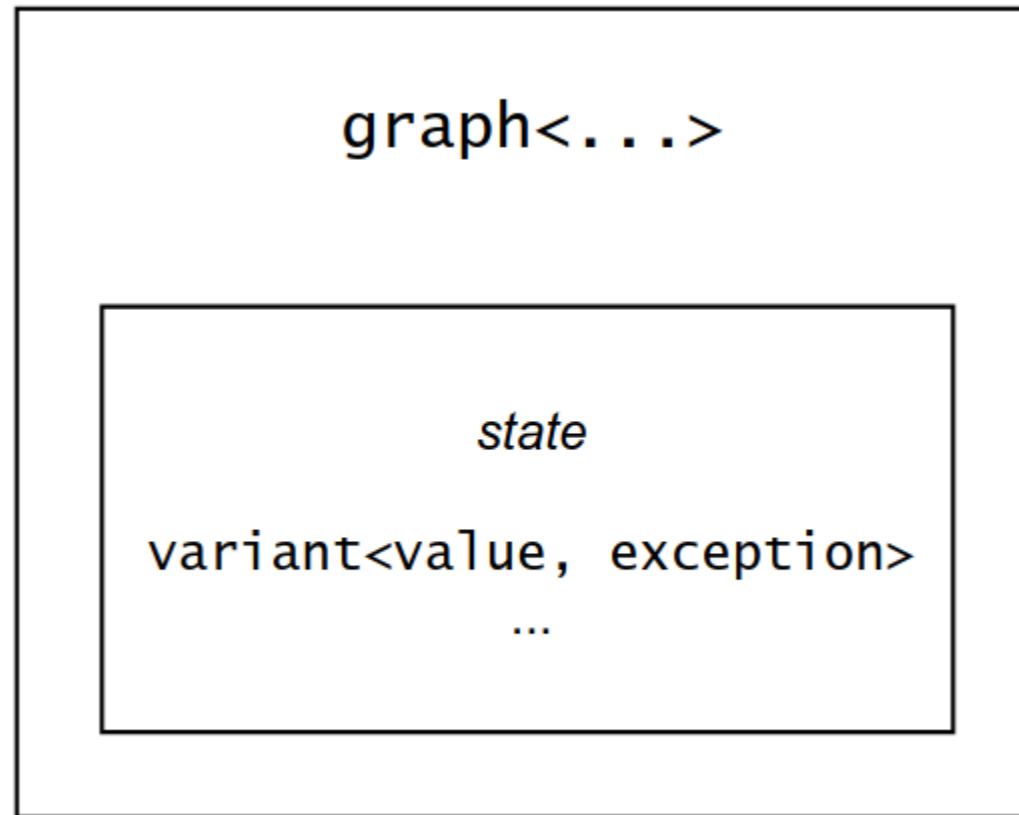 graph<...>
state
variant<value, exception>
...